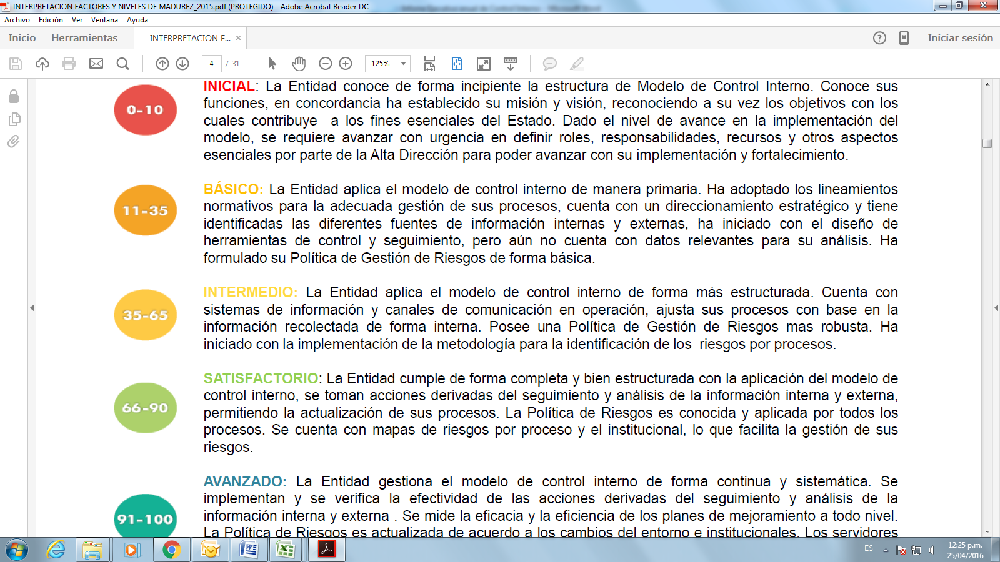 INTERPRETACION FACTORES Y NIVELES DE MADUREZ_2015.pdf (PROTEGIDO) - Adobe Acrobat Reader DC
Archivo Edición Ver Ventana Ayuda
Inicio Herramientas INTERPRETACION F... × Iniciar sesión
4 / 31 125%
0-10
INICIAL: La Entidad conoce de forma incipiente la estructura de Modelo de Control Interno. Conoce sus
funciones, en concordancia ha establecido su misión y visión, reconociendo a su vez los objetivos con los
cuales contribuye a los fines esenciales del Estado. Dado el nivel de avance en la implementación del
modelo, se requiere avanzar con urgencia en definir roles, responsabilidades, recursos y otros aspectos
esenciales por parte de la Alta Dirección para poder avanzar con su implementación y fortalecimiento.
11-35
BÁSICO: La Entidad aplica el modelo de control interno de manera primaria. Ha adoptado los lineamientos
normativos para la adecuada gestión de sus procesos, cuenta con un direccionamiento estratégico y tiene
identificadas las diferentes fuentes de información internas y externas, ha iniciado con el diseño de
herramientas de control y seguimiento, pero aún no cuenta con datos relevantes para su análisis. Ha
formulado su Política de Gestión de Riesgos de forma básica.
35-65
INTERMEDIO: La Entidad aplica el modelo de control interno de forma más estructurada. Cuenta con
sistemas de información y canales de comunicación en operación, ajusta sus procesos con base en la
información recolectada de forma interna. Posee una Política de Gestión de Riesgos mas robusta. Ha
iniciado con la implementación de la metodología para la identificación de los riesgos por procesos.
66-90
SATISFACTORIO: La Entidad cumple de forma completa y bien estructurada con la aplicación del modelo de
control interno, se toman acciones derivadas del seguimiento y análisis de la información interna y externa,
permitiendo la actualización de sus procesos. La Política de Riesgos es conocida y aplicada por todos los
procesos. Se cuenta con mapas de riesgos por proceso y el institucional, lo que facilita la gestión de sus
riesgos.
91-100
AVANZADO: La Entidad gestiona el modelo de control interno de forma continua y sistemática. Se
implementan y se verifica la efectividad de las acciones derivadas del seguimiento y análisis de la
información interna y externa . Se mide la eficacia y la eficiencia de los planes de mejoramiento a todo nivel.
La Política de Riesgos es actualizada de acuerdo a los cambios del entorno e institucionales. Los servidores
ES 12:25 p.m.
25/04/2016